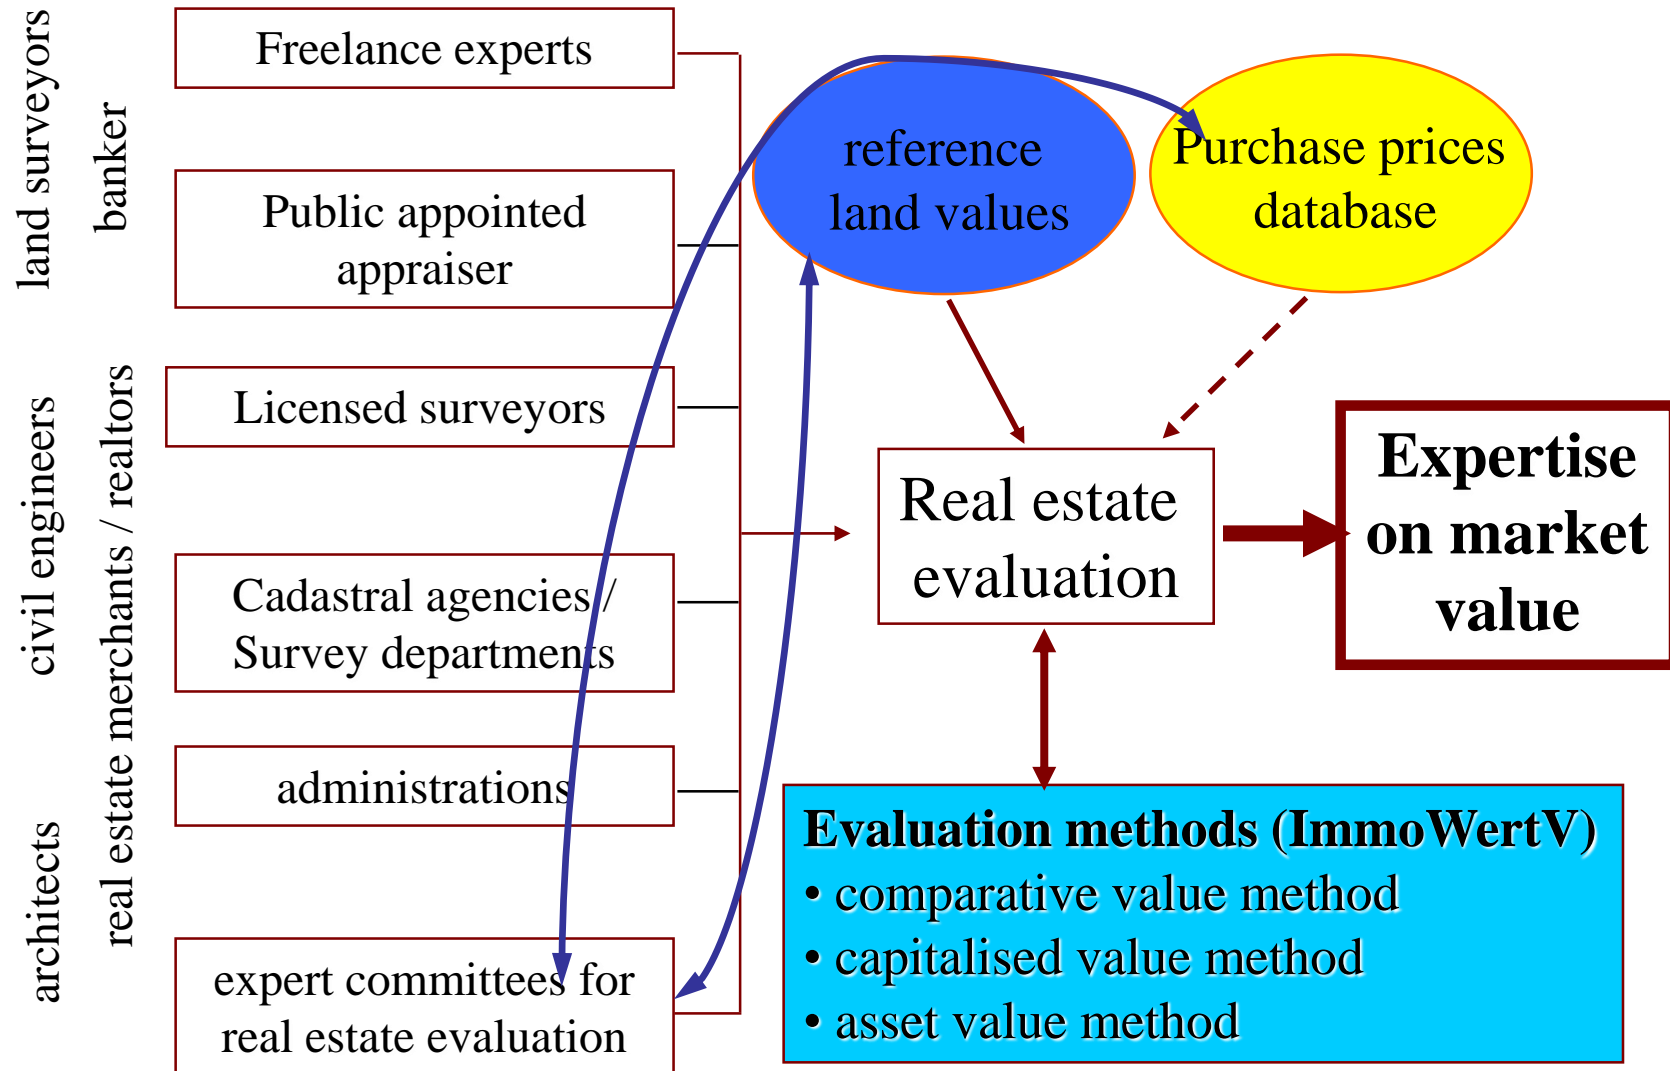 land surveyors
banker
civil engineers
real estate merchants / realtors
architects
Freelance experts
Public appointed
appraiser
Licensed surveyors
Cadastral agencies /
Survey departments
administrations
expert committees for
real estate evaluation
reference
land values
Purchase prices
database
Real estate
evaluation
Expertise
on market
value
Evaluation methods (ImmoWertV)
• comparative value method
• capitalised value method
• asset value method